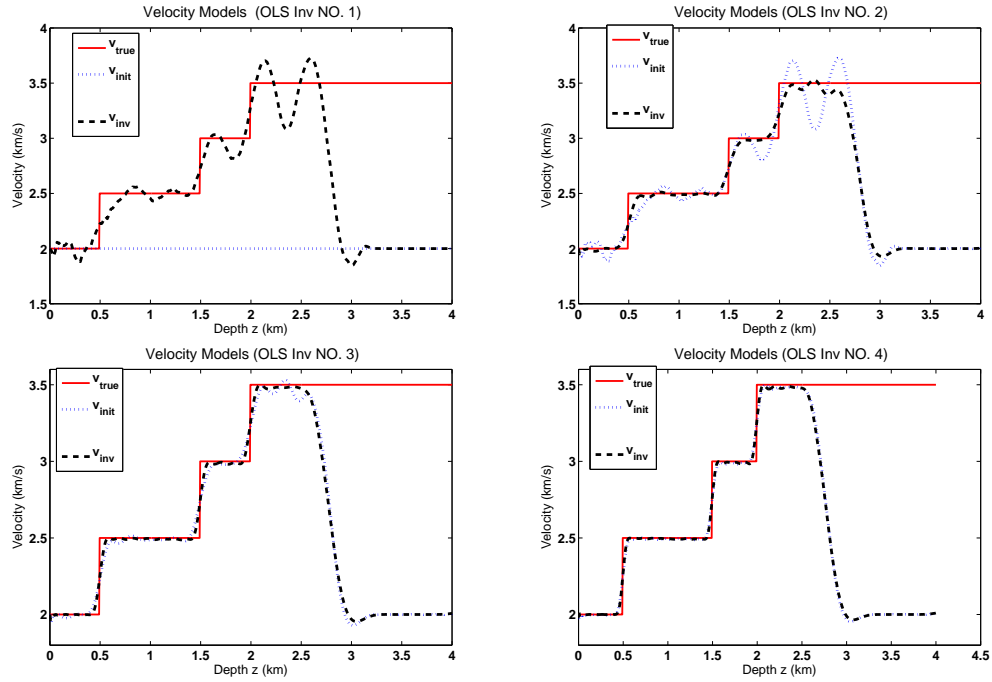 Velocity Models (OLS Inv NO. 1)
v_true
v_init
v_inv
Velocity (km/s)
4
3.5
3
2.5
2
1.5
0 0.5 1 1.5 2 2.5 3 3.5 4
Depth z (km)
Velocity Models (OLS Inv NO. 2)
v_true
v_init
v_inv
Velocity (km/s)
4
3.5
3
2.5
2
1.5
0 0.5 1 1.5 2 2.5 3 3.5 4
Depth z (km)
Velocity Models (OLS Inv NO. 3)
v_true
v_init
v_inv
Velocity (km/s)
3.5
3
2.5
2
0 0.5 1 1.5 2 2.5 3 3.5 4
Depth z (km)
Velocity Models (OLS Inv NO. 4)
v_true
v_init
v_inv
Velocity (km/s)
3.5
3
2.5
2
0 0.5 1 1.5 2 2.5 3 3.5 4 4.5
Depth z (km)